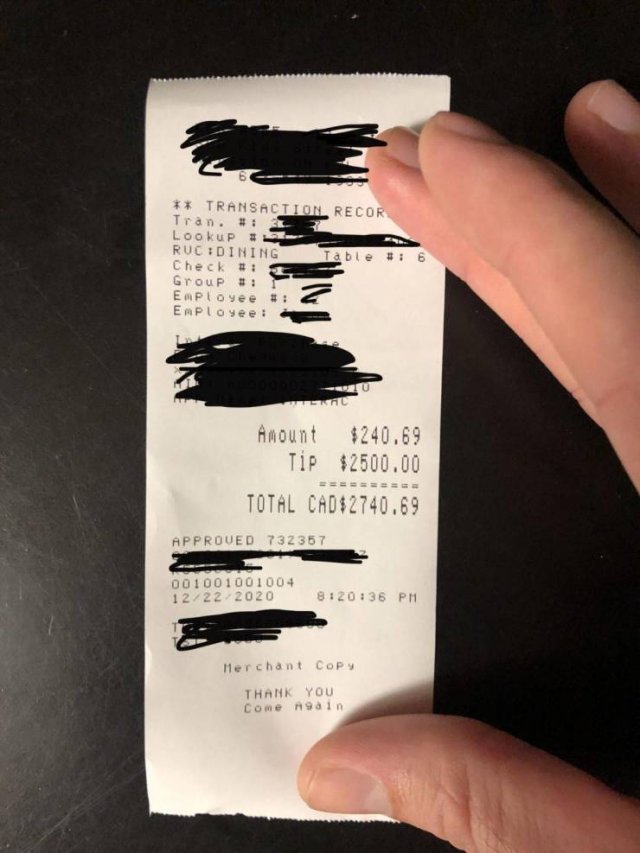 6
** TRANSACTION RECOR
Tran. #:
Lookup #:
RVC:DINING Table #: 6
Check #:
Group #: 1
Employee #:
Employee:
INTERAC
Amount $240.69
Tip $2500.00
==========
TOTAL CAD$2740.69
APPROVED 732357
001001001004
12/22/2020 8:20:36 PM
Merchant Copy
THANK YOU
Come Again